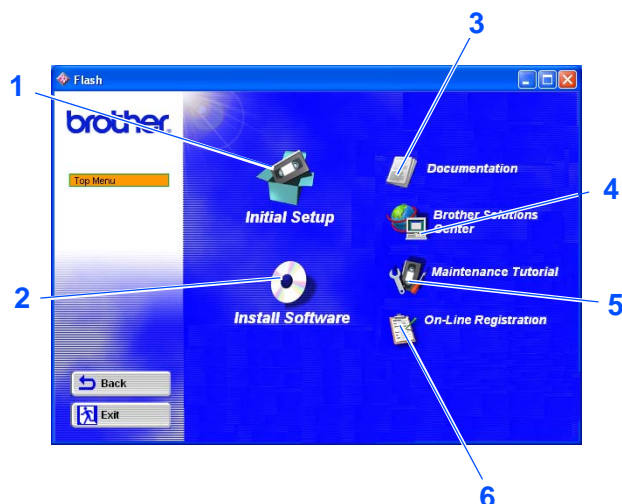 3
1
Flash
brother.
Top Menu
Documentation
4
Initial Setup
Brother Solutions
Center
2
Maintenance Tutorial
5
Install Software
On-Line Registration
Back
Exit
6